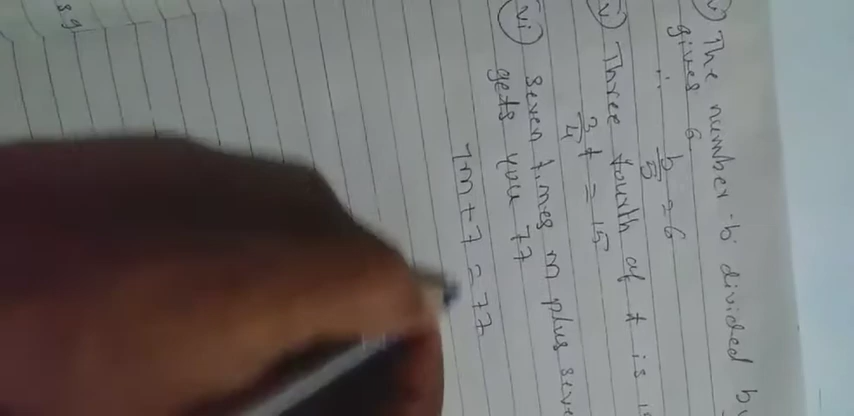 The number b divided by
gives 6
∴ b/5 = 6
v) Three fourth of t is
3/4 t = 15
vi) Seven times m plus seve
gets you 77
7m + 7 = 77